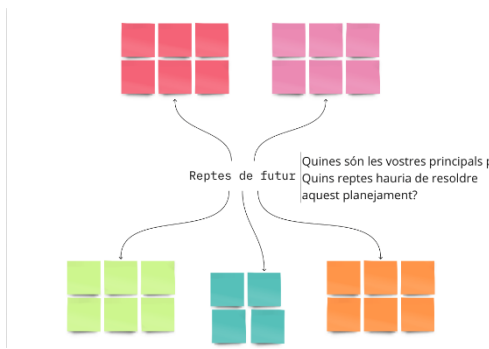 Reptes de futur
Quines són les vostres principals
Quins reptes hauria de resoldre
aquest planejament?